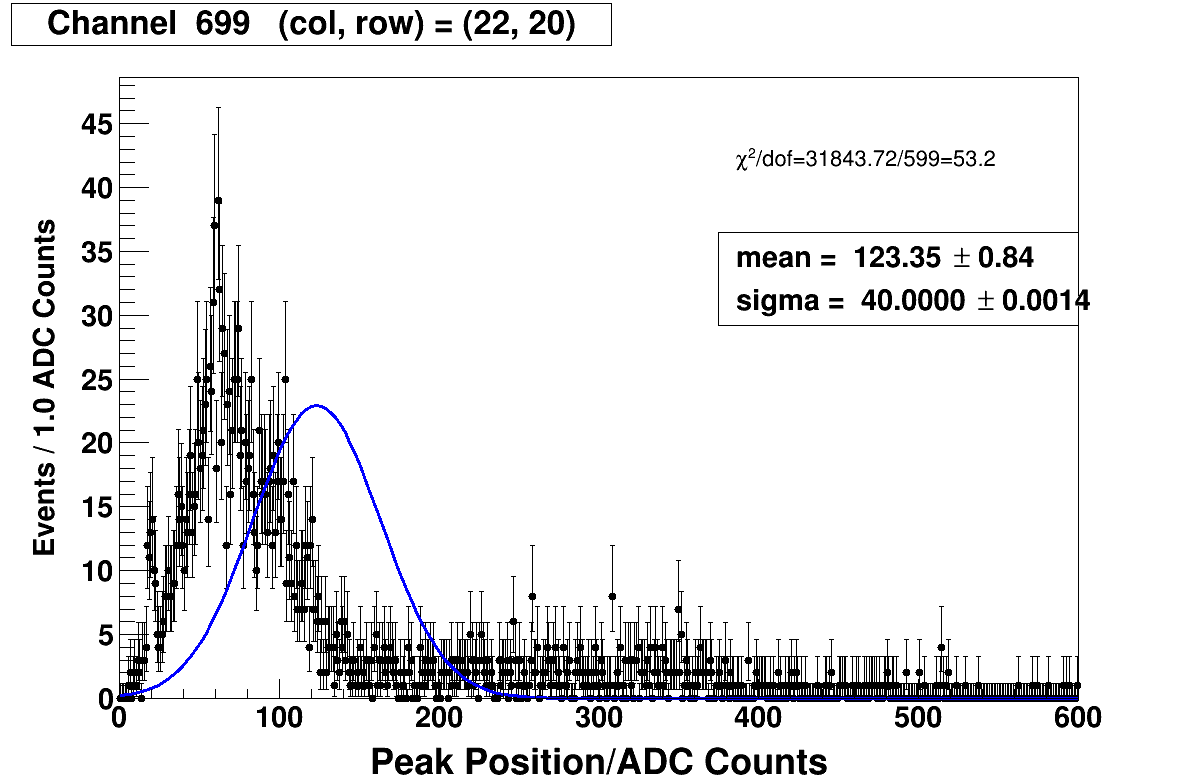 Channel  699   (col, row) = (22, 20)
χ²/dof=31843.72/599=53.2
mean =  123.35 ± 0.84
sigma =  40.0000 ± 0.0014
Events / 1.0 ADC Counts
45
40
35
30
25
20
15
10
5
0
0 100 200 300 400 500 600
Peak Position/ADC Counts